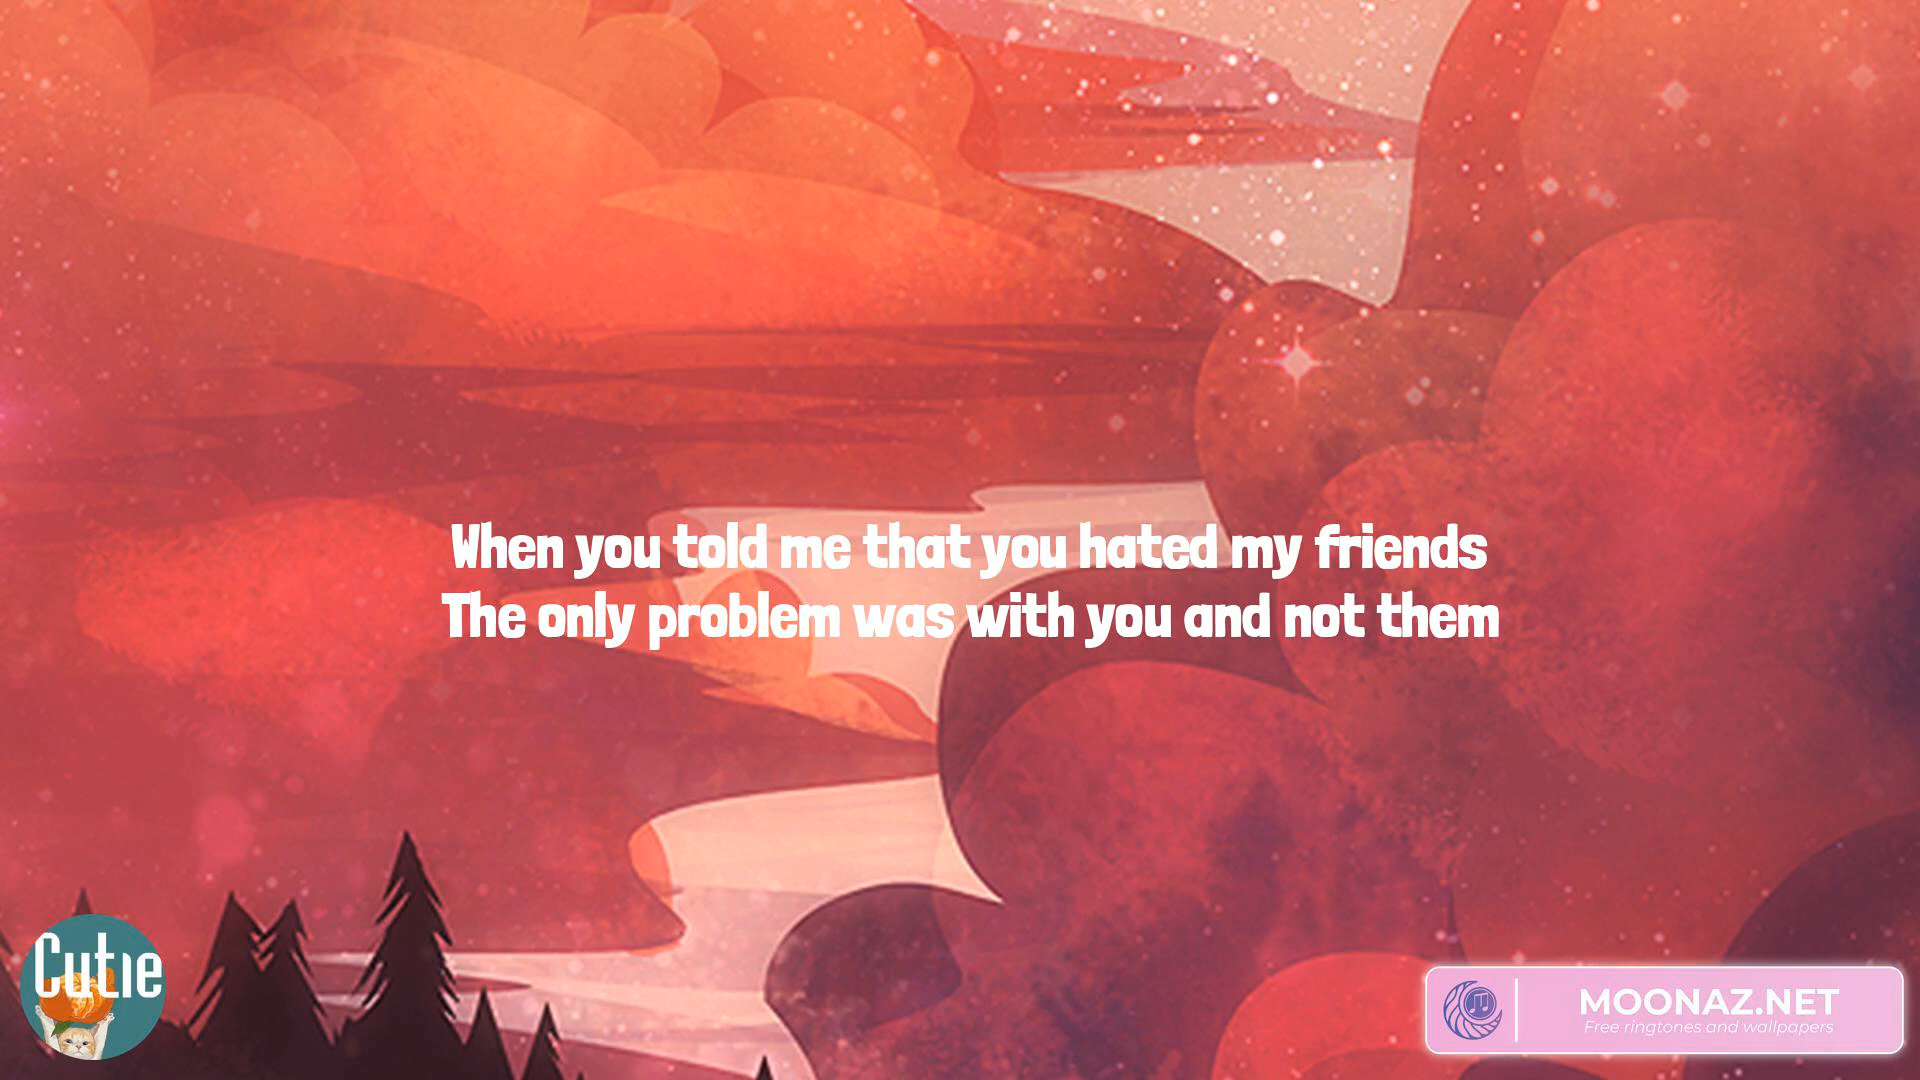 When you told me that you hated my friends
The only problem was with you and not them
Cutie
MOONAZ.NET
Free ringtones and wallpapers